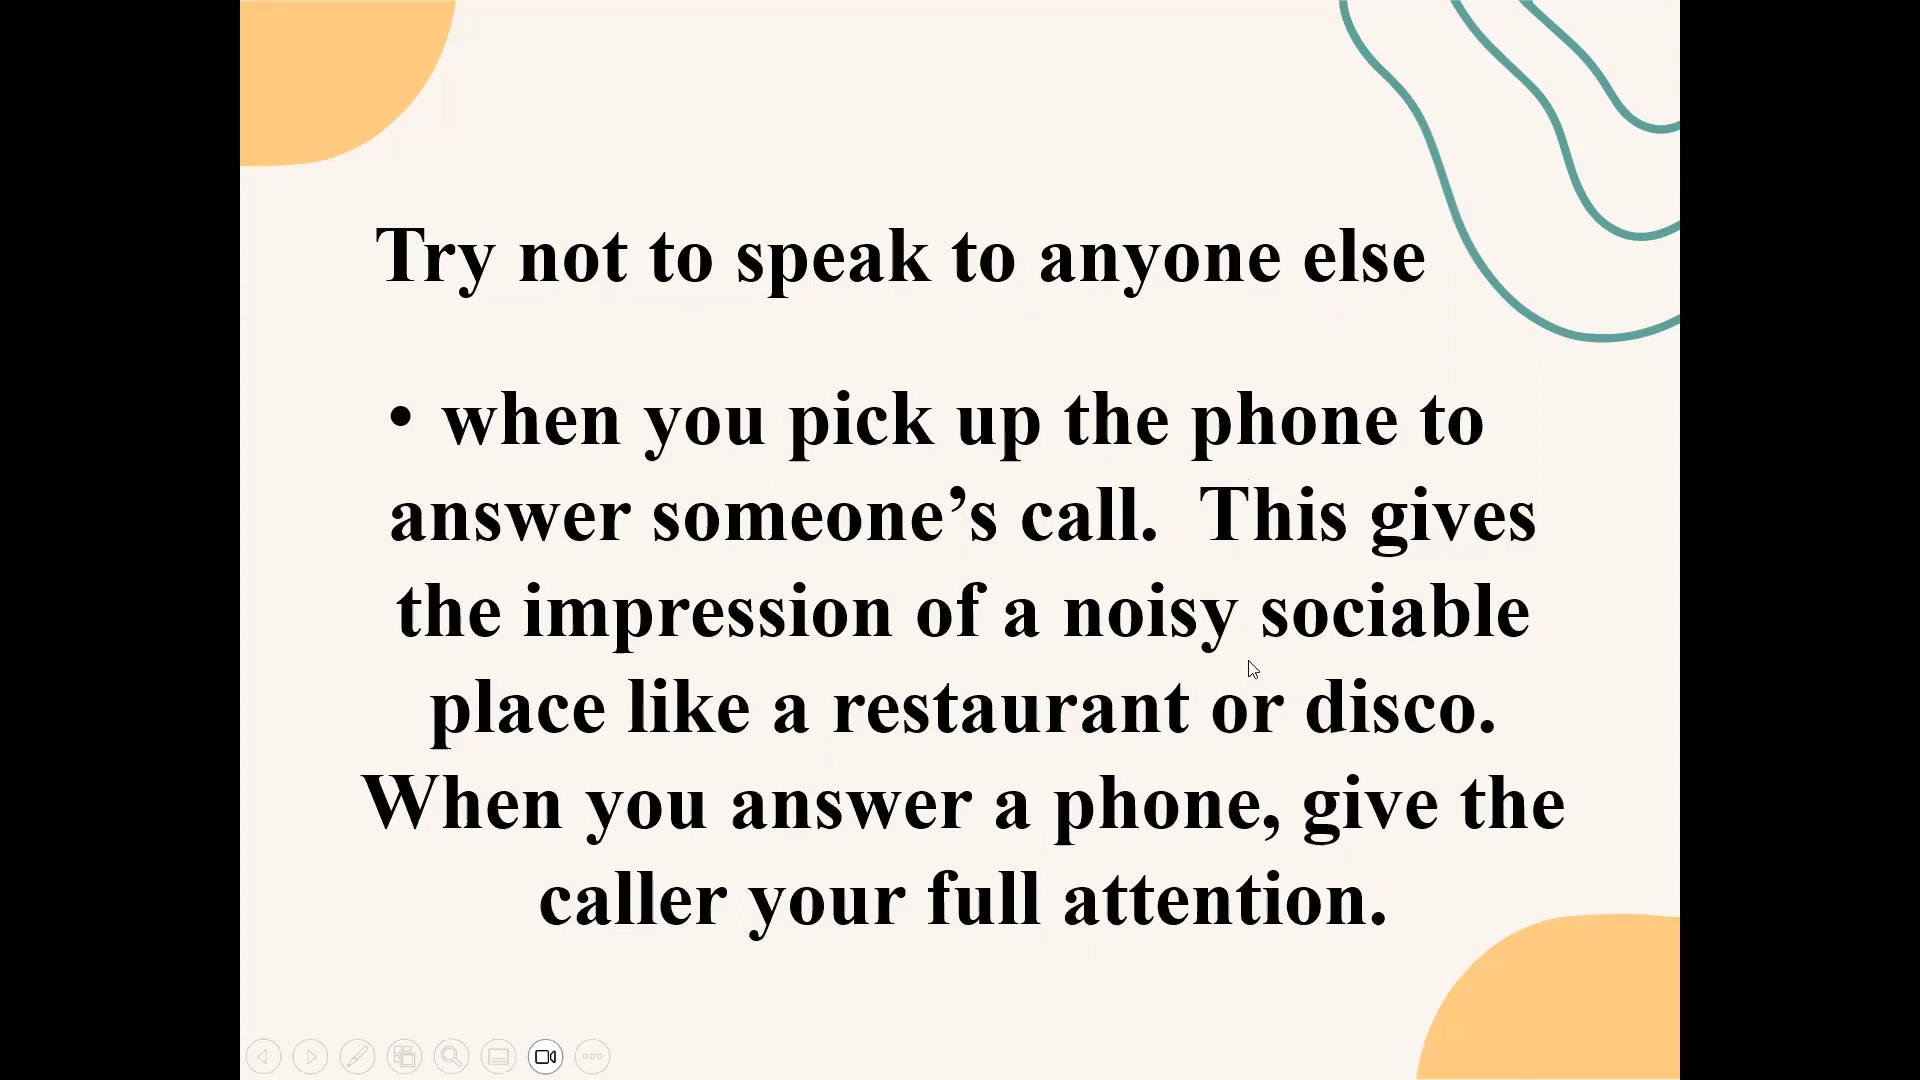 Try not to speak to anyone else
• when you pick up the phone to
answer someone’s call.  This gives
the impression of a noisy sociable
place like a restaurant or disco.
When you answer a phone, give the
caller your full attention.